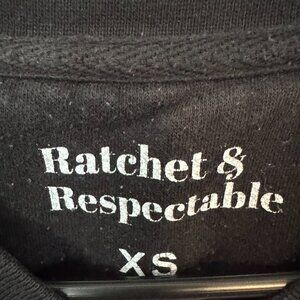 Ratchet &
Respectable
XS